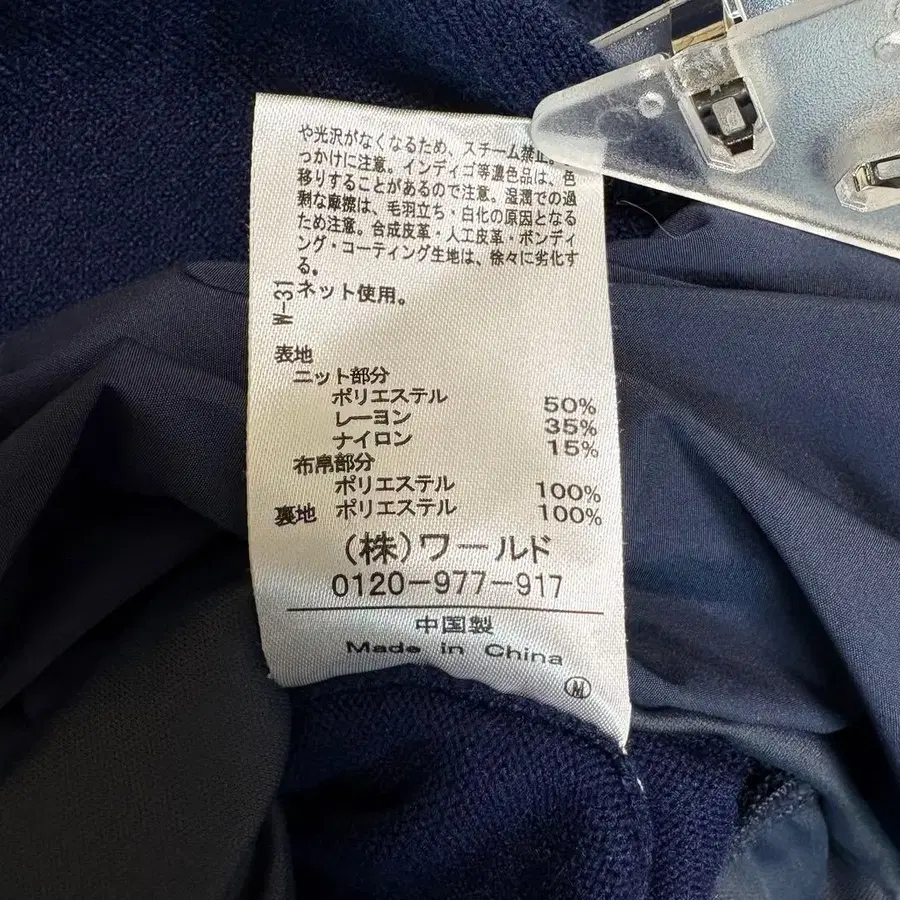 や光沢がなくなるため、スチーム禁止。
っかけに注意。インディゴ等濃色品は、色
移りすることがあるので注意。湿潤での過
剰な摩擦は、毛羽立ち・白化の原因となる
ため注意。合成皮革・人工皮革・ボンディ
ング・コーティング生地は、徐々に劣化す
る。
ネット使用。
W-31
表地
ニット部分
ポリエステル 50%
レーヨン 35%
ナイロン 15%
布帛部分
ポリエステル 100%
裏地 ポリエステル 100%
(株)ワールド
0120-977-917
中国製
Made in China
M